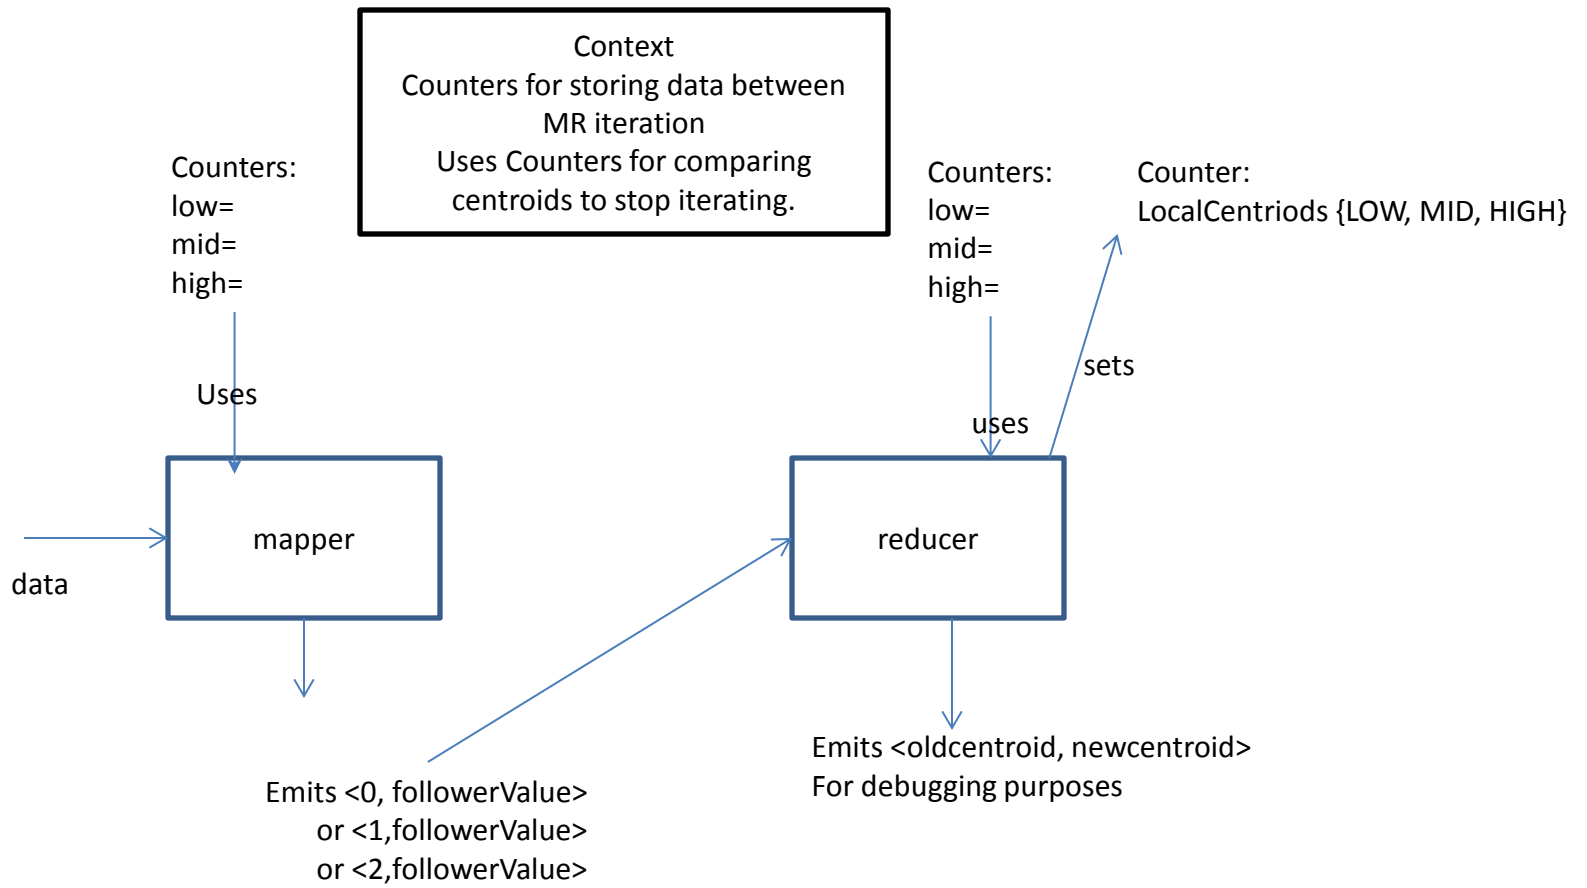 Context
Counters for storing data between
MR iteration
Uses Counters for comparing
centroids to stop iterating.
Counters:
low=
mid=
high=
Counters:
low=
mid=
high=
Counter:
LocalCentriods {LOW, MID, HIGH}
Uses
uses
sets
mapper
reducer
data
Emits <0, followerValue>
or <1,followerValue>
or <2,followerValue>
Emits <oldcentroid, newcentroid>
For debugging purposes